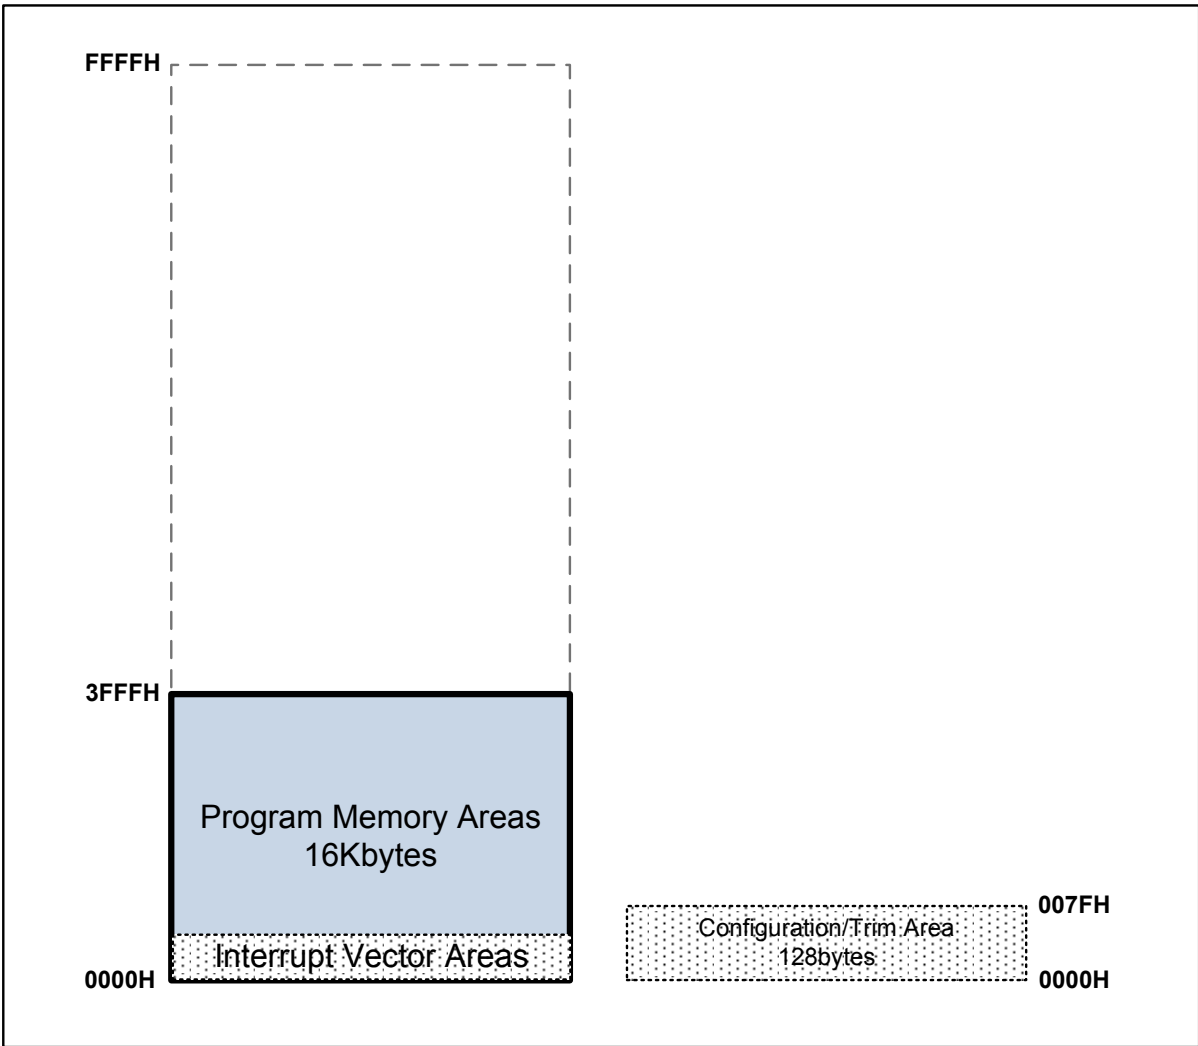 FFFFH
3FFFH
Program Memory Areas
16Kbytes
Interrupt Vector Areas
0000H
007FH
Configuration/Trim Area
128bytes
0000H